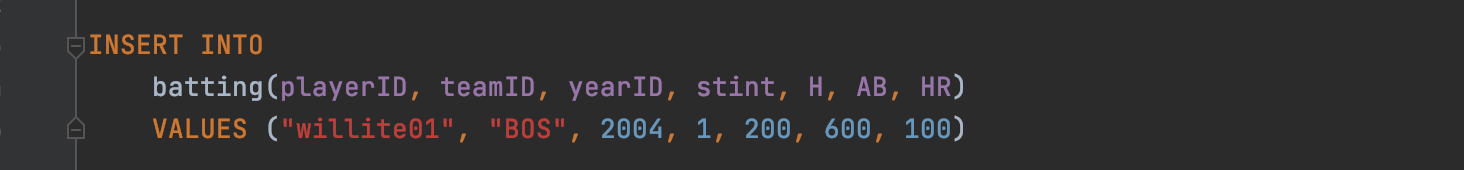 INSERT INTO
batting(playerID, teamID, yearID, stint, H, AB, HR)
VALUES ("willite01", "BOS", 2004, 1, 200, 600, 100)